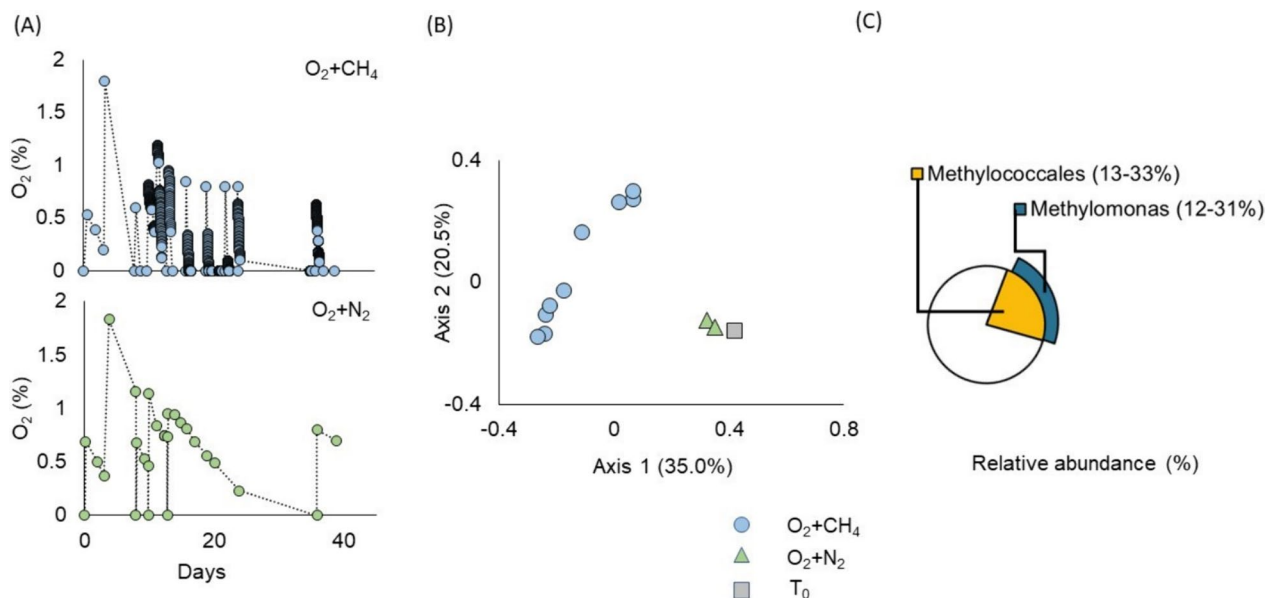 (A)
O₂+CH₄
2
1.5
1
0.5
0
O₂ (%)
O₂+N₂
2
1.5
1
0.5
0
O₂ (%)
0 20 40
Days
(B)
0.4
0
-0.4
Axis 2 (20.5%)
-0.4 0 0.4 0.8
Axis 1 (35.0%)
O₂+CH₄
O₂+N₂
T₀
(C)
Methylococcales (13-33%)
Methylomonas (12-31%)
Relative abundance (%)